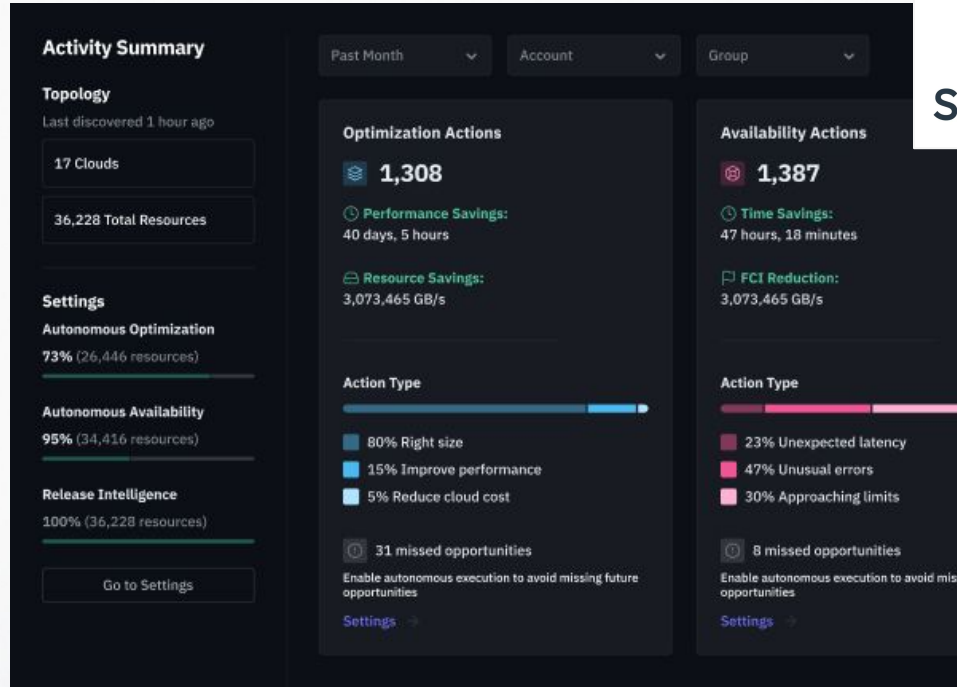 Activity Summary
Topology
Last discovered 1 hour ago
17 Clouds
36,228 Total Resources
Settings
Autonomous Optimization
73% (26,446 resources)
Autonomous Availability
95% (34,416 resources)
Release Intelligence
100% (36,228 resources)
Go to Settings
Past Month
Account
Group
Optimization Actions
1,308
Performance Savings:
40 days, 5 hours
Resource Savings:
3,073,465 GB/s
Action Type
80% Right size
15% Improve performance
5% Reduce cloud cost
31 missed opportunities
Enable autonomous execution to avoid missing future
opportunities
Settings
Availability Actions
1,387
Time Savings:
47 hours, 18 minutes
FCI Reduction:
3,073,465 GB/s
Action Type
23% Unexpected latency
47% Unusual errors
30% Approaching limits
8 missed opportunities
Enable autonomous execution to avoid mis
opportunities
Settings
S